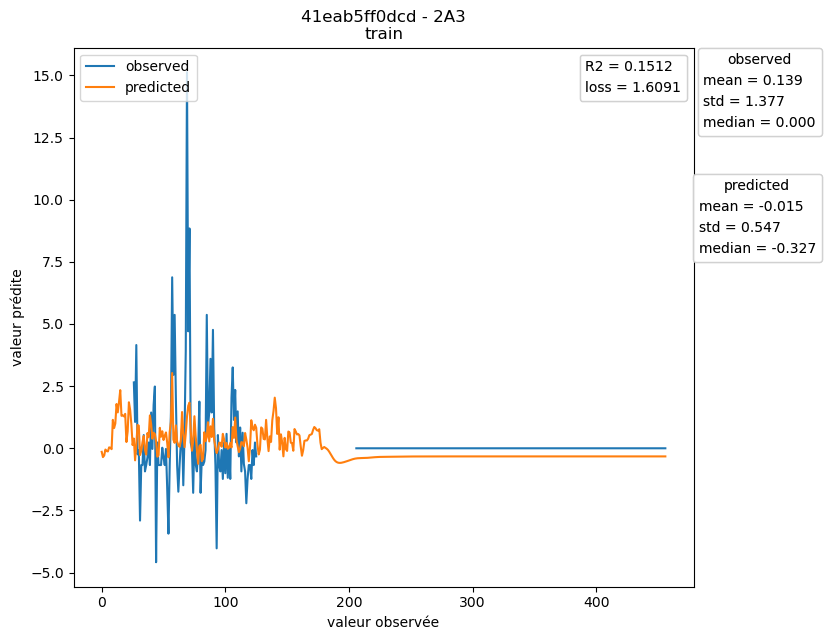 41eab5ff0dcd - 2A3
train
observed
predicted
R2 = 0.1512
loss = 1.6091
observed
mean = 0.139
std = 1.377
median = 0.000
predicted
mean = -0.015
std = 0.547
median = -0.327
valeur prédite
15.0
12.5
10.0
7.5
5.0
2.5
0.0
−2.5
−5.0
0 100 200 300 400
valeur observée